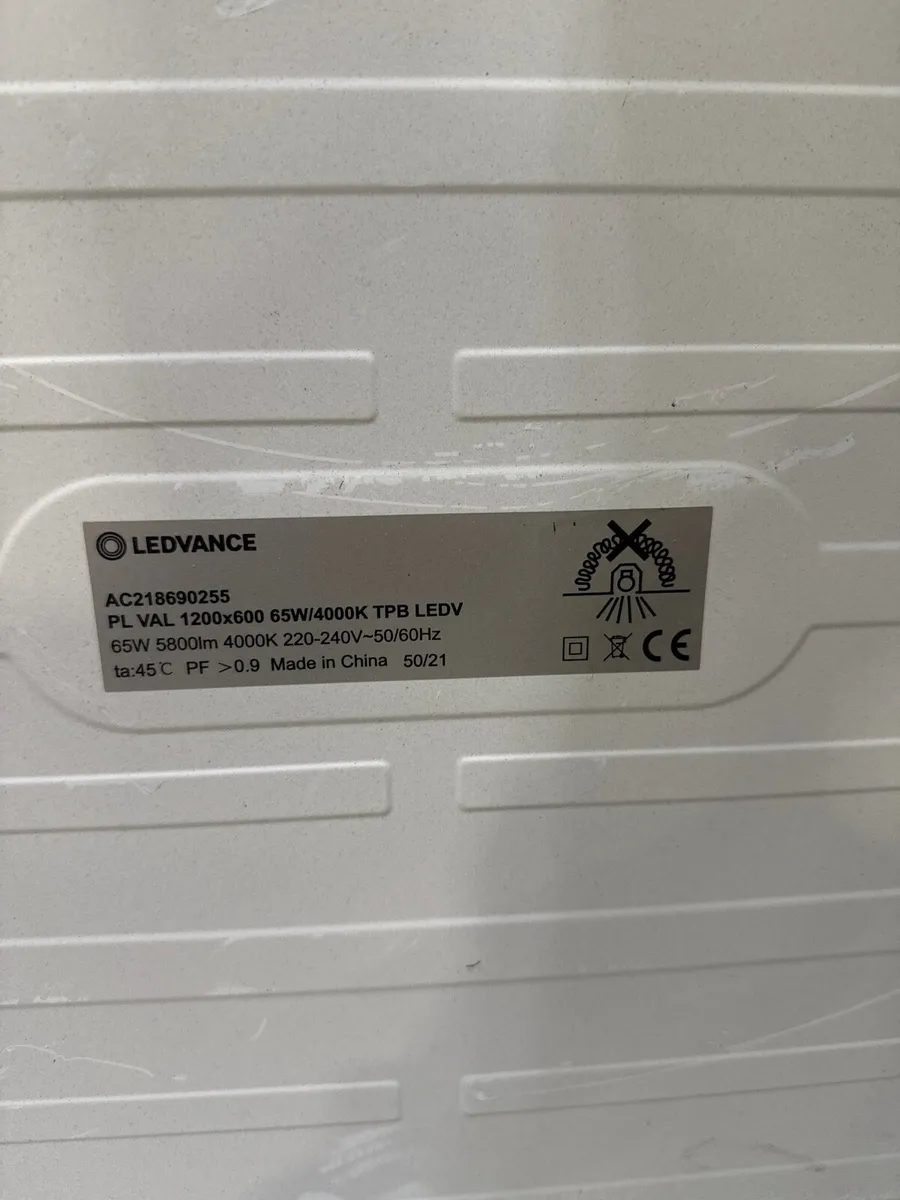 LEDVANCE
AC218690255
PL VAL 1200x600 65W/4000K TPB LEDV
65W 5800lm 4000K 220-240V~50/60Hz
ta:45℃ PF >0.9 Made in China 50/21
CE